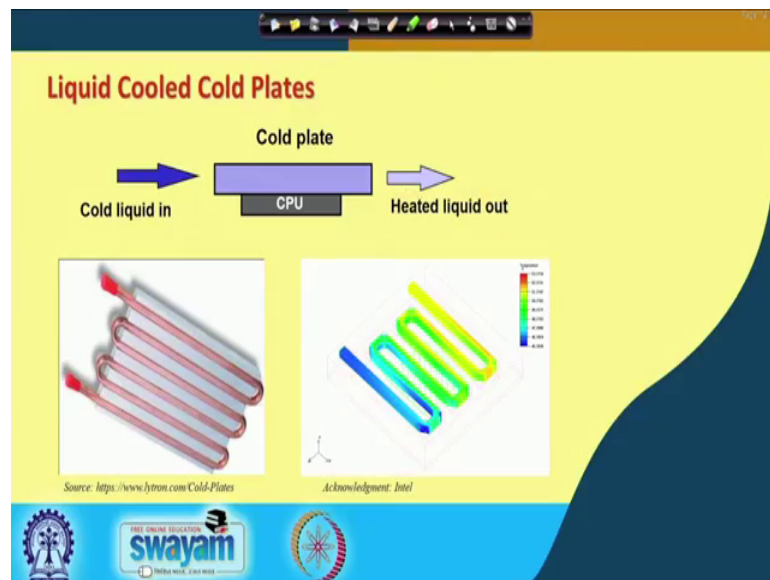 Liquid Cooled Cold Plates
Cold plate
CPU
Cold liquid in
Heated liquid out
Source: https://www.lytron.com/Cold-Plates
Acknowledgment: Intel
FREE ONLINE EDUCATION
swayam